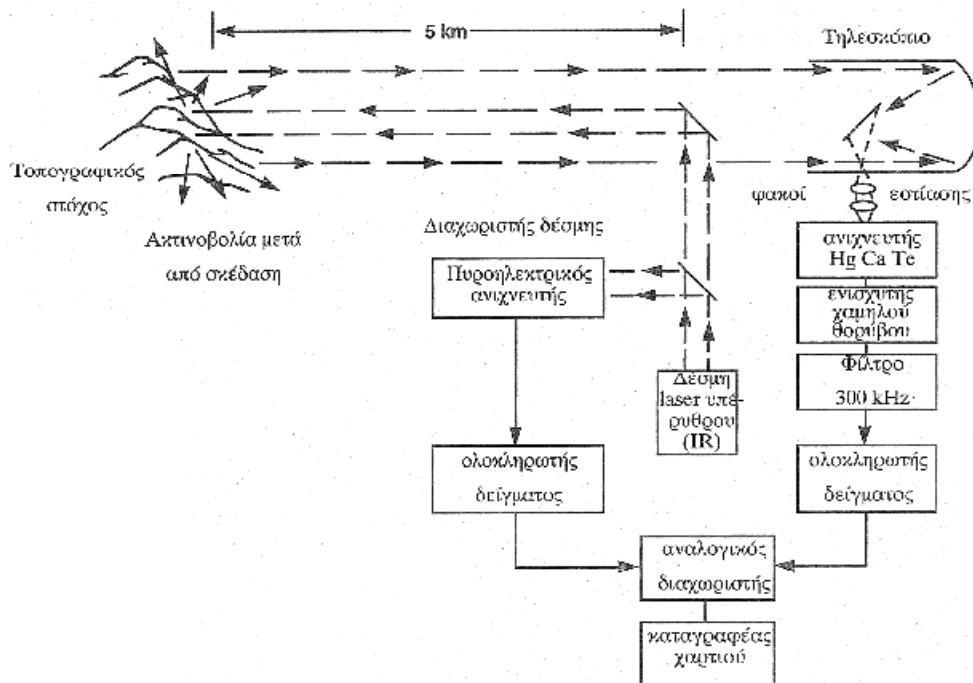 5 km
Τηλεσκόπιο
Τοπογραφικός
στόχος
Ακτινοβολία μετά
από σκέδαση
Διαχωριστής δέσμης
φακοί
εστίασης
Πυροηλεκτρικός
ανιχνευτής
ανιχνευτής
Hg Ca Te
ενισχυτής
χαμηλού
θορύβου
Φίλτρο
300 kHz
Δέσμη
laser υπέ-
ρυθρου
(IR)
ολοκληρωτής
δείγματος
ολοκληρωτής
δείγματος
αναλογικός
διαχωριστής
καταγραφέας
χαρτιού